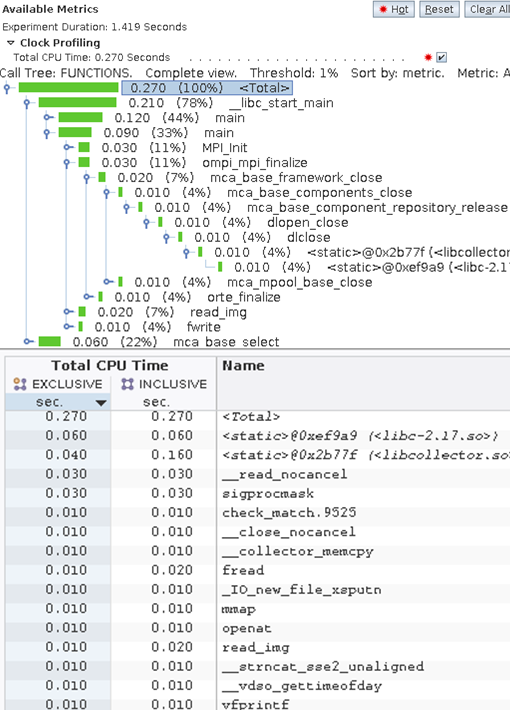 Available Metrics
Hot Reset Clear All
Experiment Duration: 1.419 Seconds
Clock Profiling
Total CPU Time: 0.270 Seconds
Call Tree: FUNCTIONS. Complete view. Threshold: 1% Sort by: metric. Metric: A
0.270 (100%) <Total>
0.210 (78%) __libc_start_main
0.120 (44%) main
0.090 (33%) main
0.030 (11%) MPI_Init
0.030 (11%) ompi_mpi_finalize
0.020 (7%) mca_base_framework_close
0.010 (4%) mca_base_components_close
0.010 (4%) mca_base_component_repository_release
0.010 (4%) dlopen_close
0.010 (4%) dlclose
0.010 (4%) <static>@0x2b77f (<libcollector
0.010 (4%) <static>@0xef9a9 (<libc-2.17
0.010 (4%) mca_mpool_base_close
0.010 (4%) orte_finalize
0.020 (7%) read_img
0.010 (4%) fwrite
0.060 (22%) mca_base_select
Total CPU Time Name
EXCLUSIVE INCLUSIVE
sec. sec.
0.270 0.270 <Total>
0.060 0.060 <static>@0xef9a9 (<libc-2.17.so>)
0.040 0.160 <static>@0x2b77f (<libcollector.so>
0.030 0.030 __read_nocancel
0.030 0.030 sigprocmask
0.010 0.010 check_match.9525
0.010 0.010 __close_nocancel
0.010 0.010 __collector_memcpy
0.010 0.020 fread
0.010 0.010 _IO_new_file_xsputn
0.010 0.010 mmap
0.010 0.010 openat
0.010 0.020 read_img
0.010 0.010 __strncat_sse2_unaligned
0.010 0.010 __vdso_gettimeofday
0.010 0.010 vfprintf